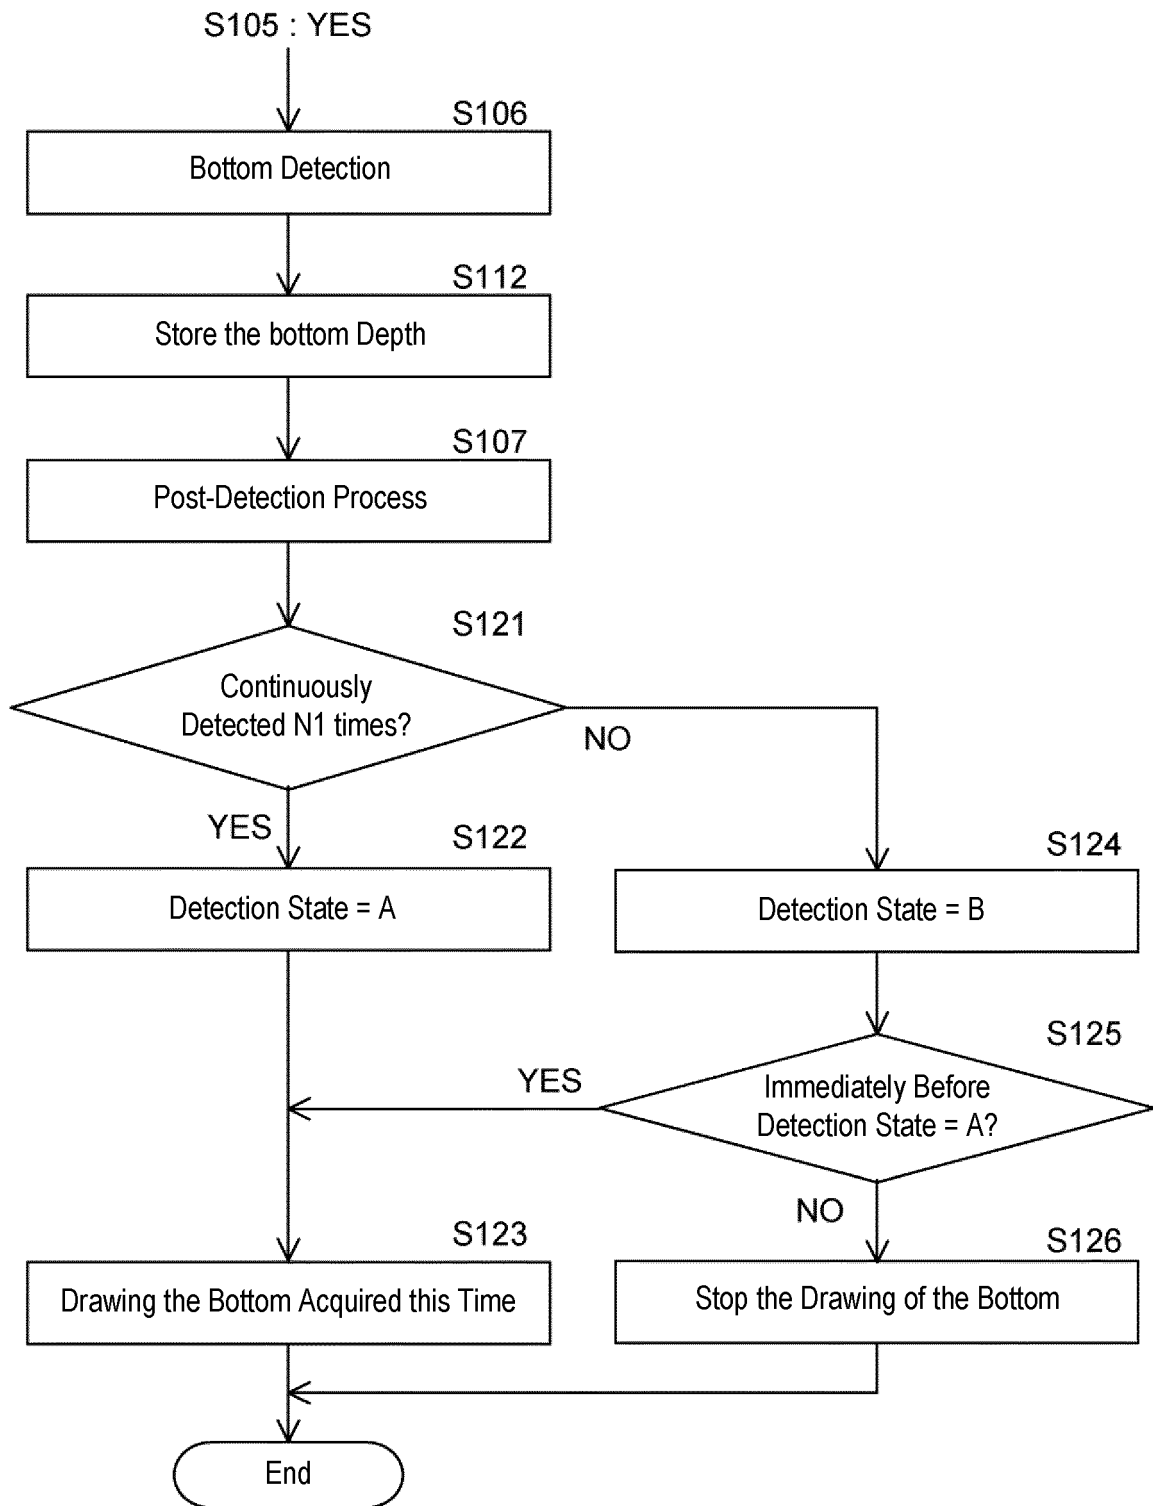 S105 : YES
S106
Bottom Detection
S112
Store the bottom Depth
S107
Post-Detection Process
S121
Continuously
Detected N1 times?
NO
YES
S122
Detection State = A
S124
Detection State = B
S125
Immediately Before
Detection State = A?
YES
NO
S123
Drawing the Bottom Acquired this Time
S126
Stop the Drawing of the Bottom
End